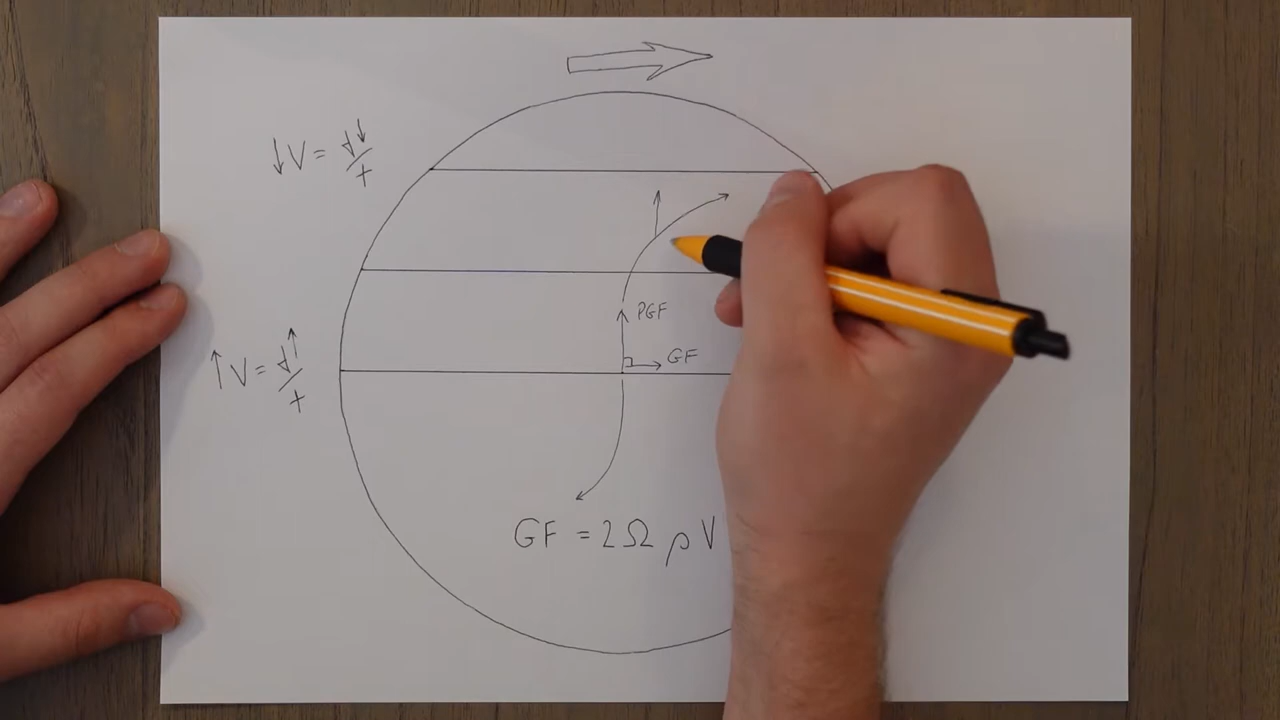 ↓V = d↓/t
PGF
GF
↑V = d↑/t
GF = 2Ω ρ V